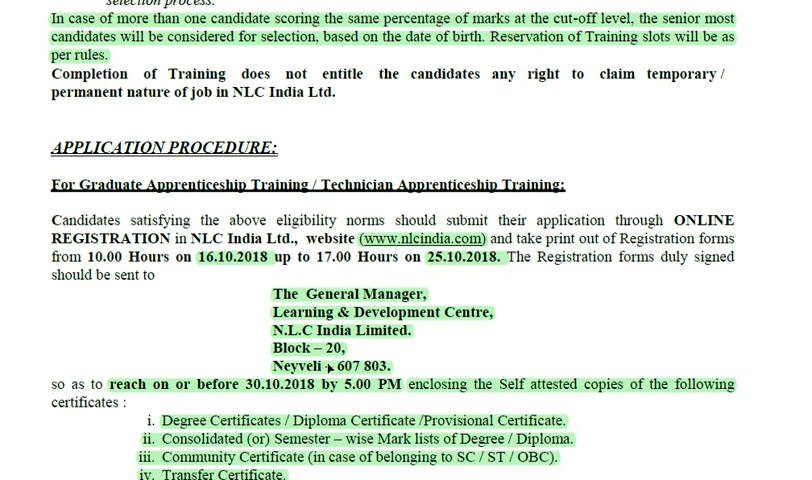 selection process.
In case of more than one candidate scoring the same percentage of marks at the cut-off level, the senior most
candidates will be considered for selection, based on the date of birth. Reservation of Training slots will be as
per rules.
Completion of Training does not entitle the candidates any right to claim temporary /
permanent nature of job in NLC India Ltd.
APPLICATION PROCEDURE:
For Graduate Apprenticeship Training / Technician Apprenticeship Training:
Candidates satisfying the above eligibility norms should submit their application through ONLINE
REGISTRATION in NLC India Ltd., website (www.nlcindia.com) and take print out of Registration forms
from 10.00 Hours on 16.10.2018 up to 17.00 Hours on 25.10.2018. The Registration forms duly signed
should be sent to
The General Manager,
Learning & Development Centre,
N.L.C India Limited.
Block – 20,
Neyveli - 607 803.
so as to reach on or before 30.10.2018 by 5.00 PM enclosing the Self attested copies of the following
certificates :
i. Degree Certificates / Diploma Certificate /Provisional Certificate.
ii. Consolidated (or) Semester – wise Mark lists of Degree / Diploma.
iii. Community Certificate (in case of belonging to SC / ST / OBC).
iv. Transfer Certificate.